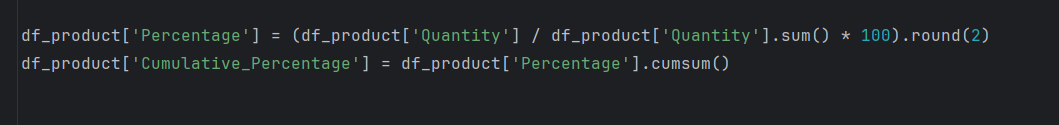 df_product['Percentage'] = (df_product['Quantity'] / df_product['Quantity'].sum() * 100).round(2)
df_product['Cumulative_Percentage'] = df_product['Percentage'].cumsum()